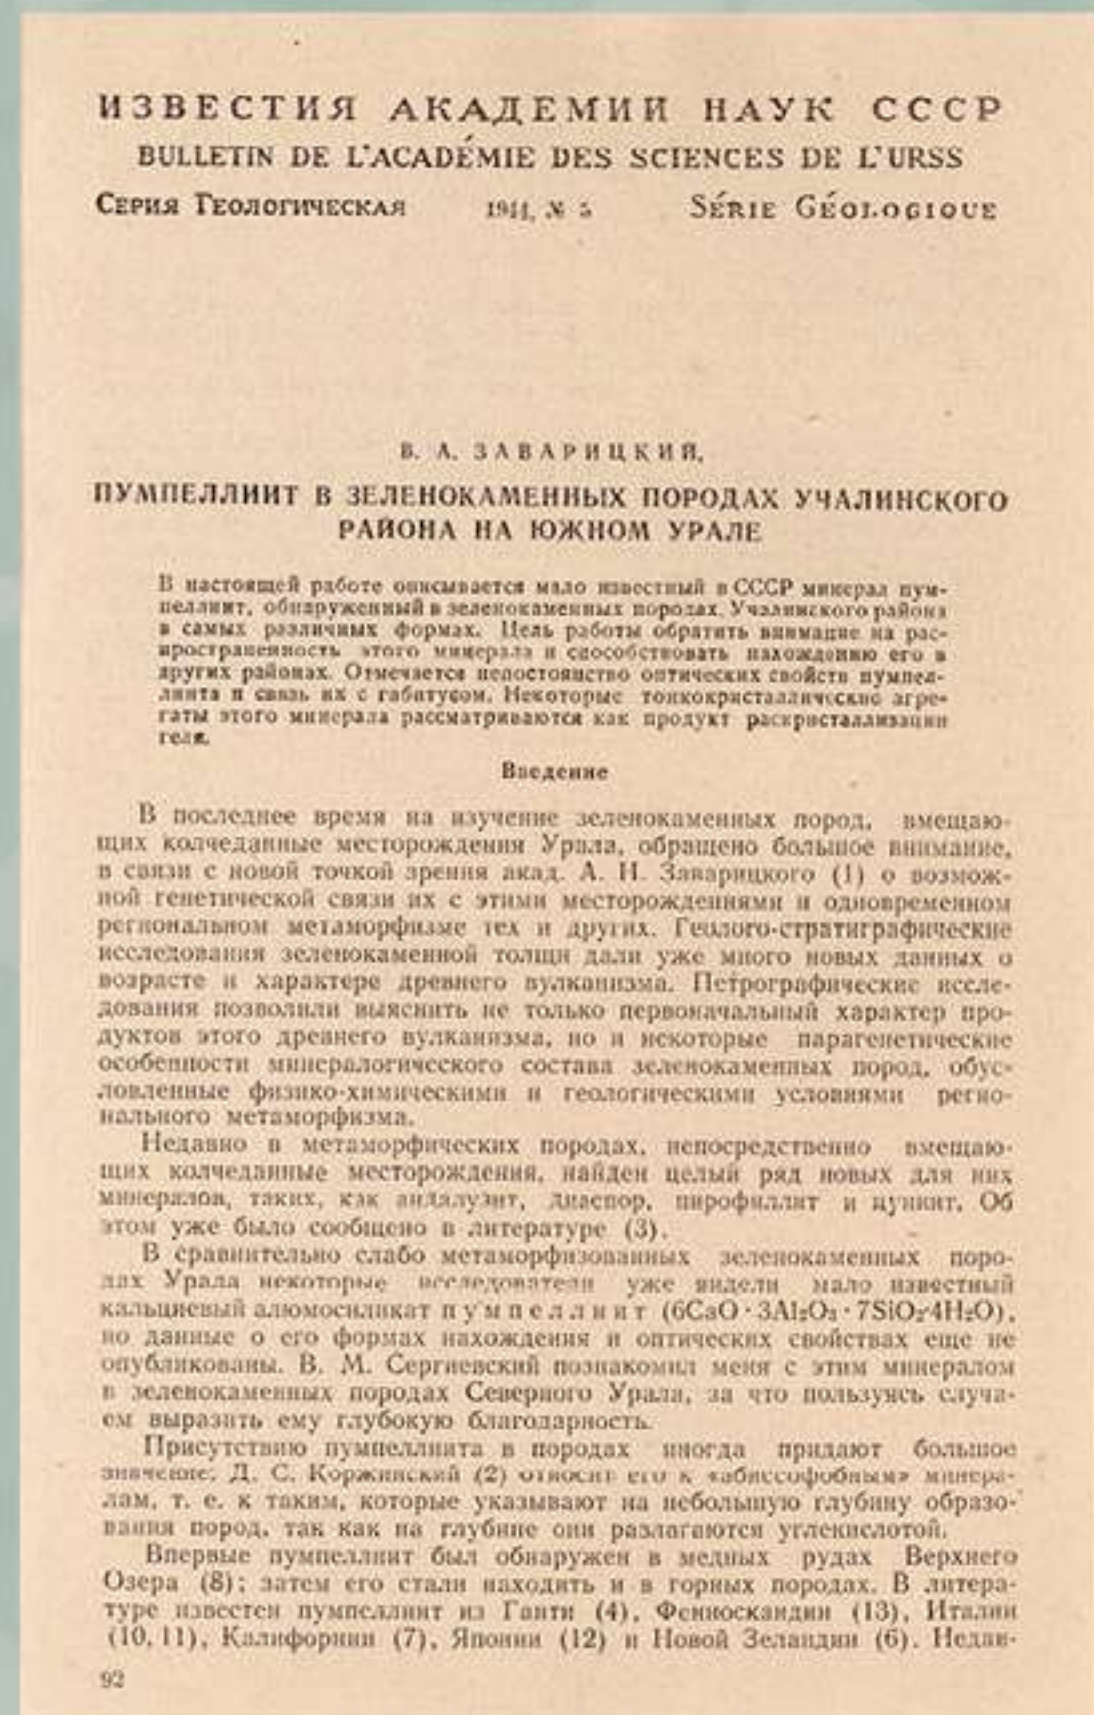 ИЗВЕСТИЯ АКАДЕМИИ НАУК СССР
BULLETIN DE L'ACADÉMIE DES SCIENCES DE L'URSS
СЕРИЯ ГЕОЛОГИЧЕСКАЯ 1944, № 5 SÉRIE GÉOLOGIQUE
В. А. ЗАВАРИЦКИЙ.
ПУМПЕЛЛИИТ В ЗЕЛЕНОКАМЕННЫХ ПОРОДАХ УЧАЛИНСКОГО
РАЙОНА НА ЮЖНОМ УРАЛЕ
В настоящей работе описывается мало известный в СССР минерал пум-
пеллиит, обнаруженный в зеленокаменных породах Учалинского района
в самых различных формах. Цель работы обратить внимание на рас-
пространенность этого минерала и способствовать нахождению его в
других районах. Отмечается непостоянство оптических свойств пумпел-
лиита и связь их с габитусом. Некоторые тонкокристаллические агре-
гаты этого минерала рассматриваются как продукт раскристаллизации
геля.
Введение
В последнее время на изучение зеленокаменных пород, вмещаю-
щих колчеданные месторождения Урала, обращено большое внимание,
в связи с новой точкой зрения акад. А. Н. Заварицкого (1) о возмож-
ной генетической связи их с этими месторождениями и одновременном
региональном метаморфизме тех и других. Геолого-стратиграфические
исследования зеленокаменной толщи дали уже много новых данных о
возрасте и характере древнего вулканизма. Петрографические иссле-
дования позволили выяснить не только первоначальный характер про-
дуктов этого древнего вулканизма, но и некоторые парагенетические
особенности минералогического состава зеленокаменных пород, обус-
ловленные физико-химическими и геологическими условиями регио-
нального метаморфизма.
Недавно в метаморфических породах, непосредственно вмещаю-
щих колчеданные месторождения, найден целый ряд новых для них
минералов, таких, как андалузит, диаспор, пирофиллит и цуниит. Об
этом уже было сообщено в литературе (3).
В сравнительно слабо метаморфизованных зеленокаменных поро-
дах Урала некоторые исследователи уже видели мало известный
кальциевый алюмосиликат пумпеллиит (6CaO · 3Al₂O₃ · 7SiO₂·4H₂O),
но данные о его формах нахождения и оптических свойствах еще не
опубликованы. В. М. Сергиевский познакомил меня с этим минералом
в зеленокаменных породах Северного Урала, за что пользуясь случа-
ем выразить ему глубокую благодарность.
Присутствию пумпеллиита в породах иногда придают большое
значение; Д. С. Коржинский (2) относит его к «абиссофобным» минера-
лам, т. е. к таким, которые указывают на небольшую глубину образо-
вания пород, так как на глубине они разлагаются углекислотой.
Впервые пумпеллиит был обнаружен в медных рудах Верхнего
Озера (8); затем его стали находить и в горных породах. В литера-
туре известен пумпеллиит из Гаити (4), Фенноскандии (13), Италии
(10, 11), Калифорнии (7), Японии (12) и Новой Зеландии (6). Недав-
92